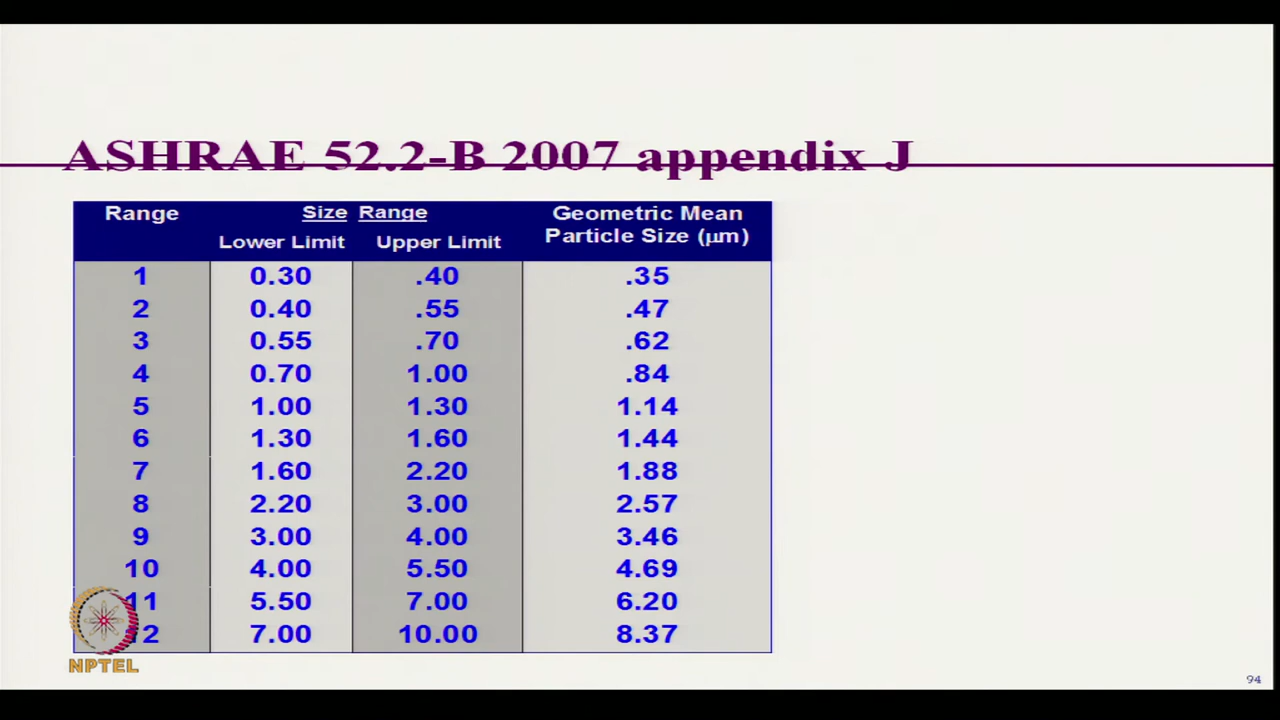 ASHRAE 52.2-B 2007 appendix J
Range Size Range Geometric Mean
Lower Limit Upper Limit Particle Size (µm)
1 0.30 .40 .35
2 0.40 .55 .47
3 0.55 .70 .62
4 0.70 1.00 .84
5 1.00 1.30 1.14
6 1.30 1.60 1.44
7 1.60 2.20 1.88
8 2.20 3.00 2.57
9 3.00 4.00 3.46
10 4.00 5.50 4.69
11 5.50 7.00 6.20
12 7.00 10.00 8.37
NPTEL
94